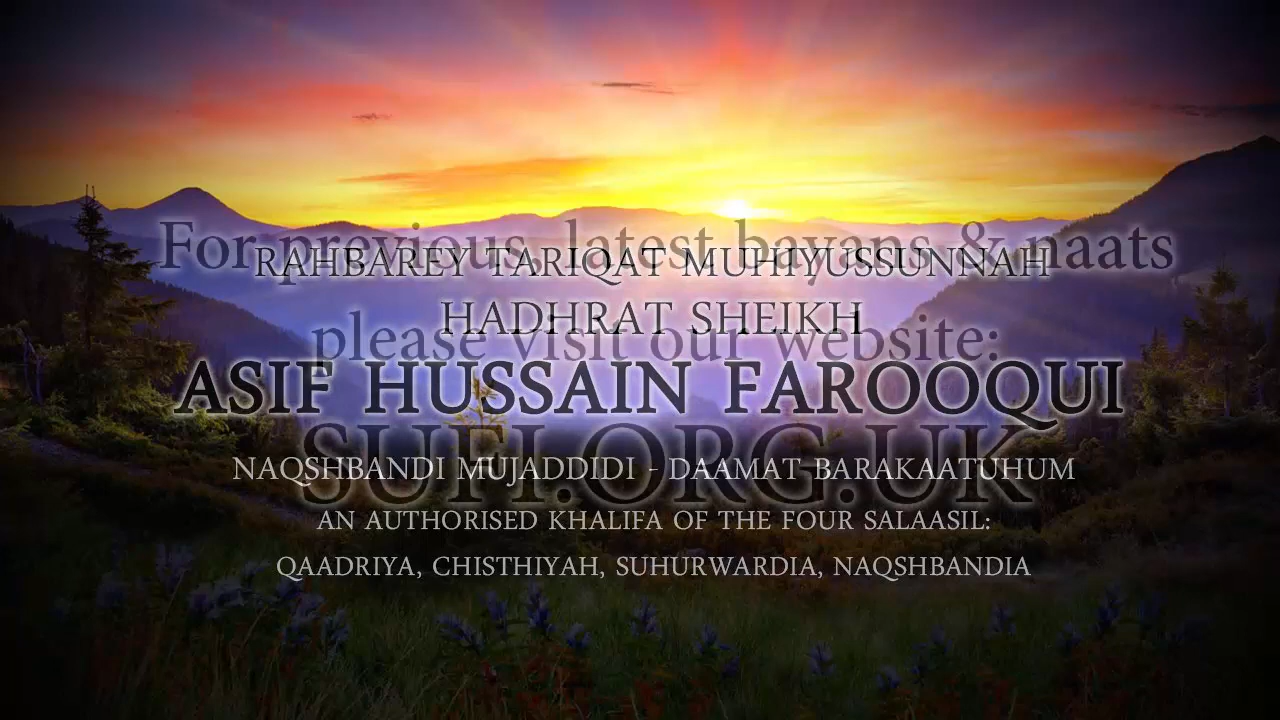 For previous, latest bayans & naats
RAHBAREY TARIQAT MUHIYUSSUNNAH
HADHRAT SHEIKH
please visit our website:
ASIF HUSSAIN FAROOQUI
SUFI.ORG.UK
NAQSHBANDI MUJADDIDI - DAAMAT BARAKAATUHUM
AN AUTHORISED KHALIFA OF THE FOUR SALAASIL:
QAADRIYA, CHISTHIYAH, SUHURWARDIA, NAQSHBANDIA